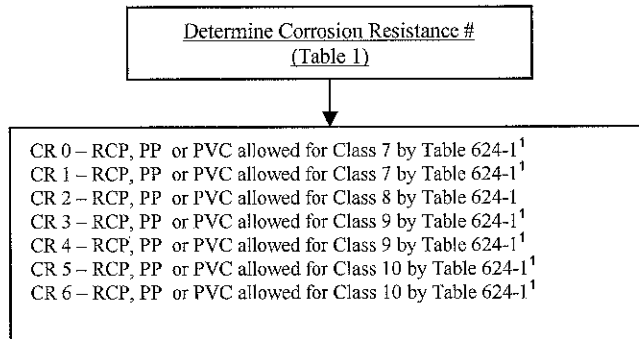 Determine Corrosion Resistance #
(Table 1)
CR 0 – RCP, PP or PVC allowed for Class 7 by Table 624-1¹
CR 1 – RCP, PP or PVC allowed for Class 7 by Table 624-1¹
CR 2 – RCP, PP or PVC allowed for Class 8 by Table 624-1
CR 3 – RCP, PP or PVC allowed for Class 9 by Table 624-1¹
CR 4 – RCP, PP or PVC allowed for Class 9 by Table 624-1¹
CR 5 – RCP, PP or PVC allowed for Class 10 by Table 624-1¹
CR 6 – RCP, PP or PVC allowed for Class 10 by Table 624-1¹